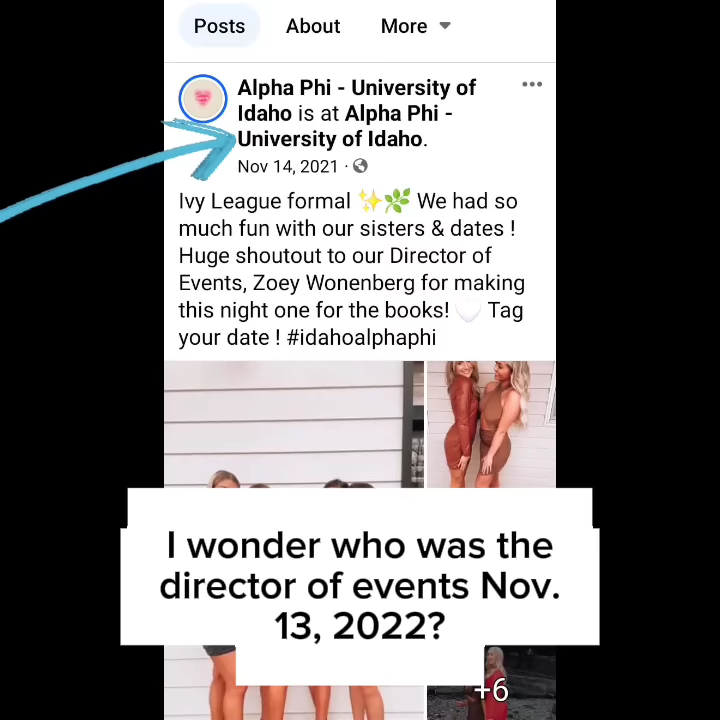 Posts About More
Alpha Phi - University of
Idaho is at Alpha Phi -
University of Idaho.
Nov 14, 2021 ·
Ivy League formal ✨🌿 We had so
much fun with our sisters & dates !
Huge shoutout to our Director of
Events, Zoey Wonenberg for making
this night one for the books! 🤍 Tag
your date ! #idahoalphaphi
I wonder who was the
director of events Nov.
13, 2022?
+6